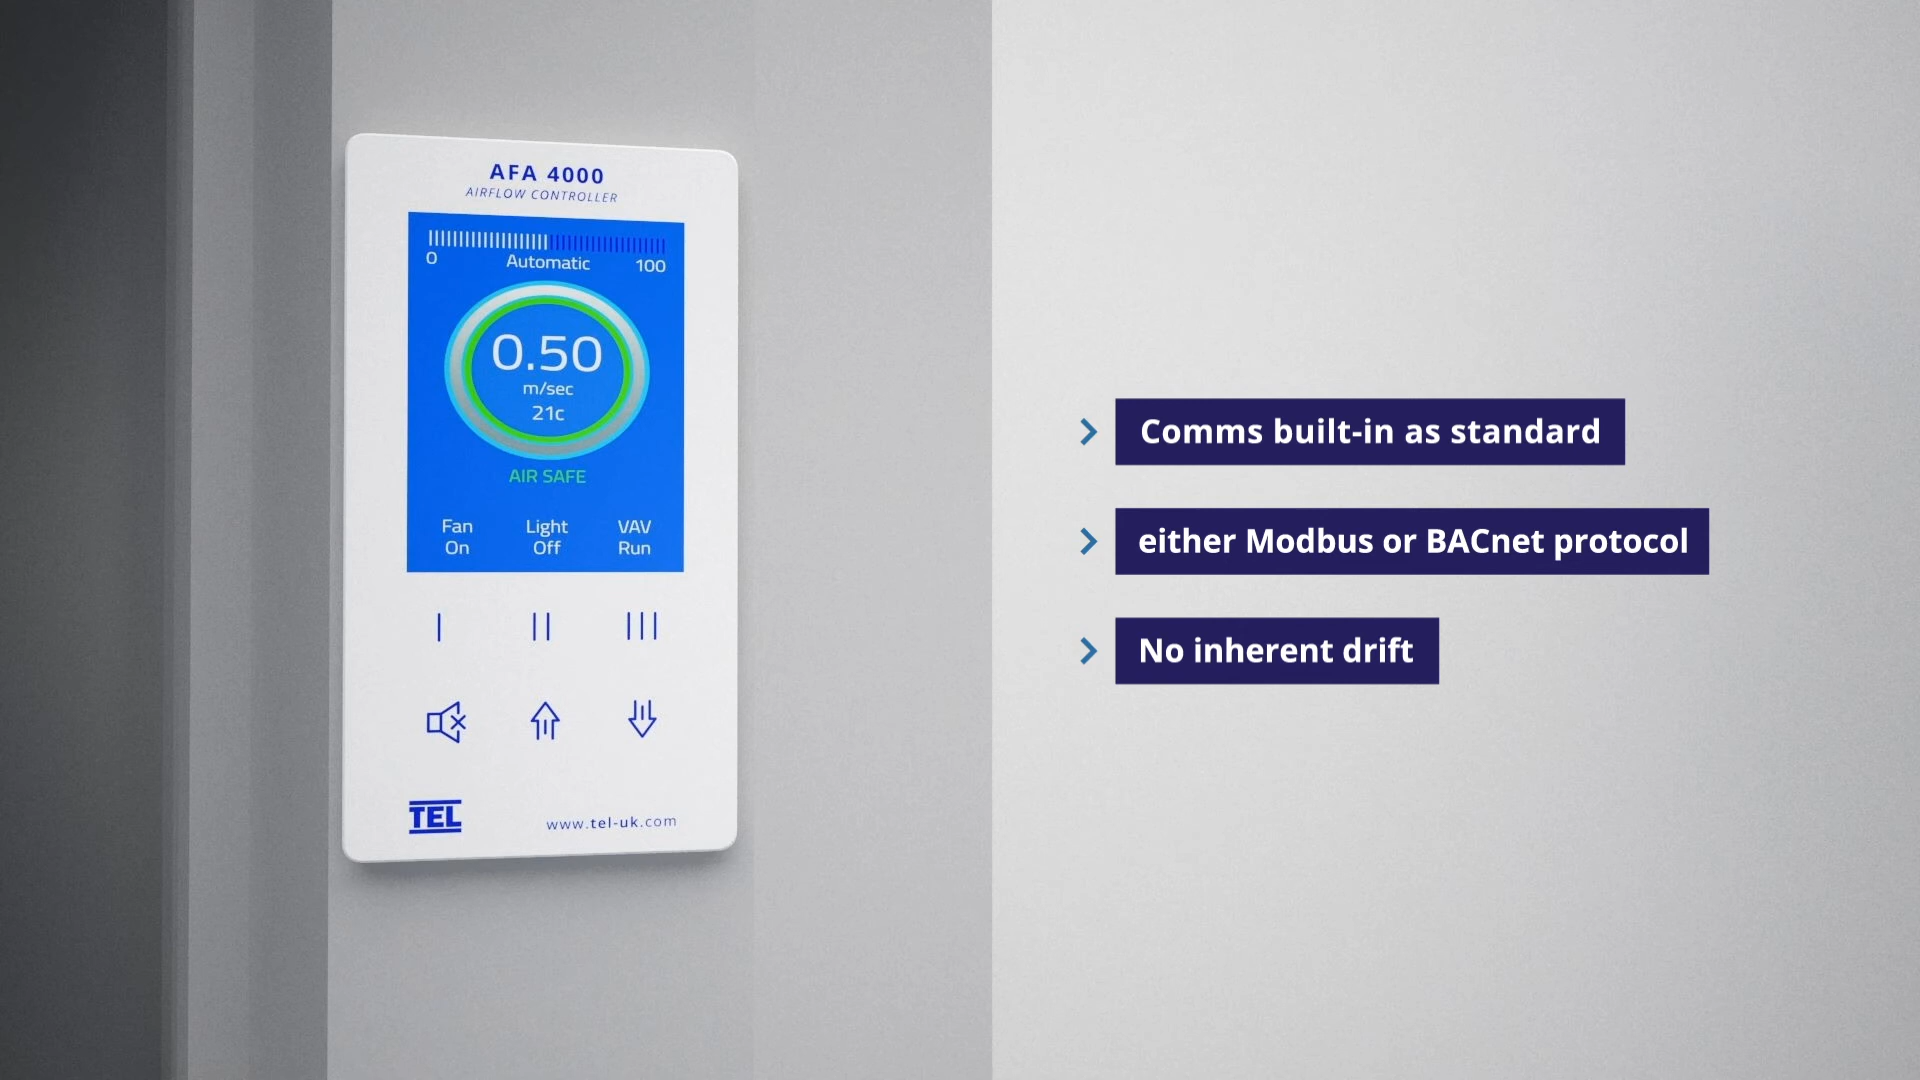 AFA 4000
AIRFLOW CONTROLLER
0 Automatic 100
0.50
m/sec
21c
AIR SAFE
Fan Light VAV
On Off Run
TEL
www.tel-uk.com
Comms built-in as standard
either Modbus or BACnet protocol
No inherent drift